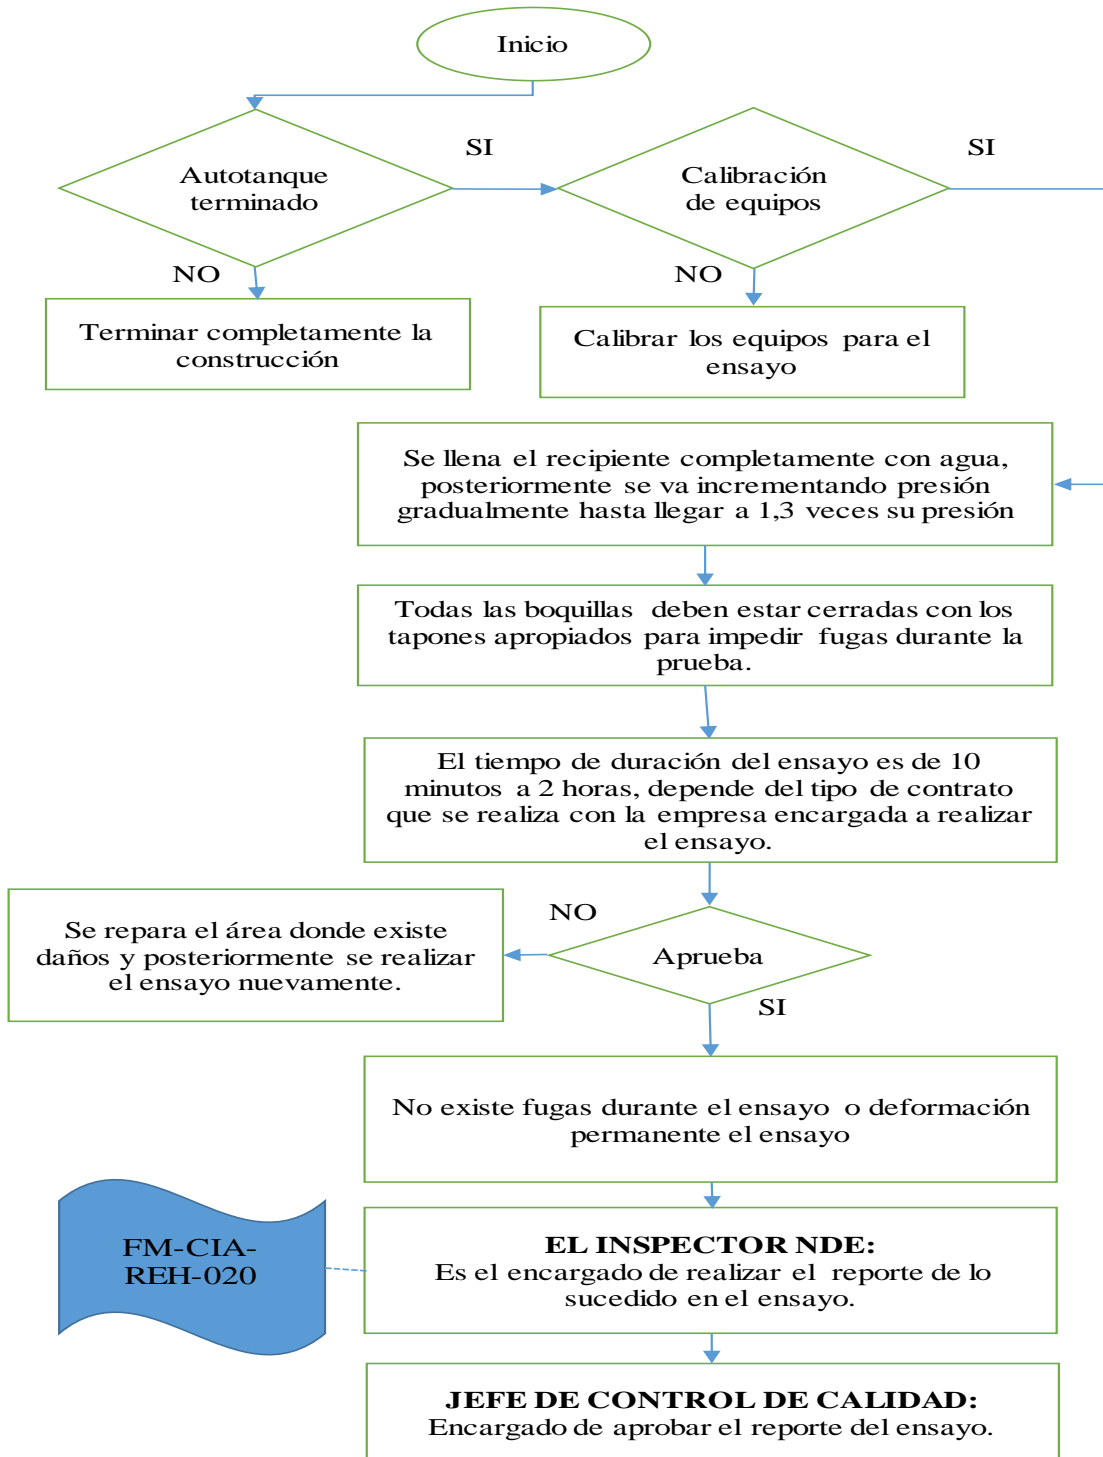 Inicio
Autotanque
terminado
SI
Calibración
de equipos
SI
NO
Terminar completamente la
construcción
NO
Calibrar los equipos para el
ensayo
Se llena el recipiente completamente con agua,
posteriormente se va incrementando presión
gradualmente hasta llegar a 1,3 veces su presión
Todas las boquillas deben estar cerradas con los
tapones apropiados para impedir fugas durante la
prueba.
El tiempo de duración del ensayo es de 10
minutos a 2 horas, depende del tipo de contrato
que se realiza con la empresa encargada a realizar
el ensayo.
NO
Se repara el área donde existe
daños y posteriormente se realizar
el ensayo nuevamente.
Aprueba
SI
No existe fugas durante el ensayo o deformación
permanente el ensayo
FM-CIA-
REH-020
EL INSPECTOR NDE:
Es el encargado de realizar el reporte de lo
sucedido en el ensayo.
JEFE DE CONTROL DE CALIDAD:
Encargado de aprobar el reporte del ensayo.